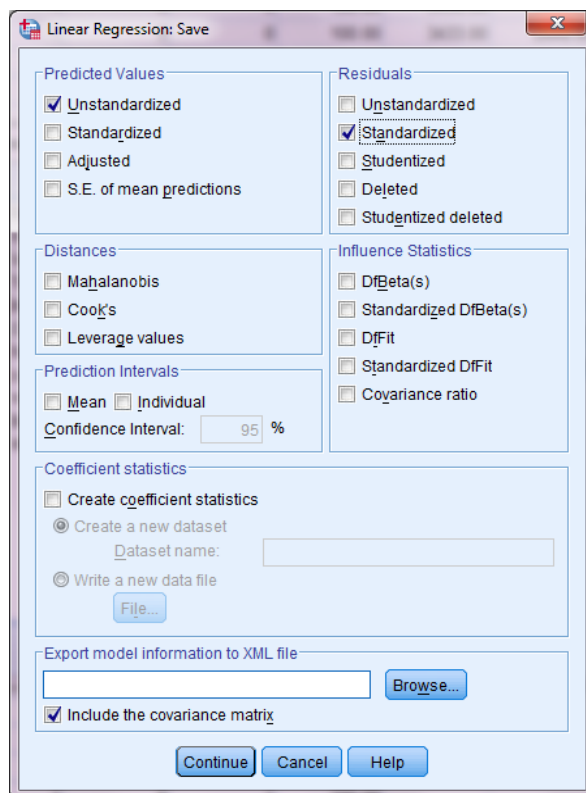 Linear Regression: Save
Predicted Values
Unstandardized
Standardized
Adjusted
S.E. of mean predictions
Residuals
Unstandardized
Standardized
Studentized
Deleted
Studentized deleted
Distances
Mahalanobis
Cook's
Leverage values
Influence Statistics
DfBeta(s)
Standardized DfBeta(s)
DfFit
Standardized DfFit
Covariance ratio
Prediction Intervals
Mean Individual
Confidence Interval: 95 %
Coefficient statistics
Create coefficient statistics
Create a new dataset
Dataset name:
Write a new data file
File...
Export model information to XML file
Browse...
Include the covariance matrix
Continue Cancel Help